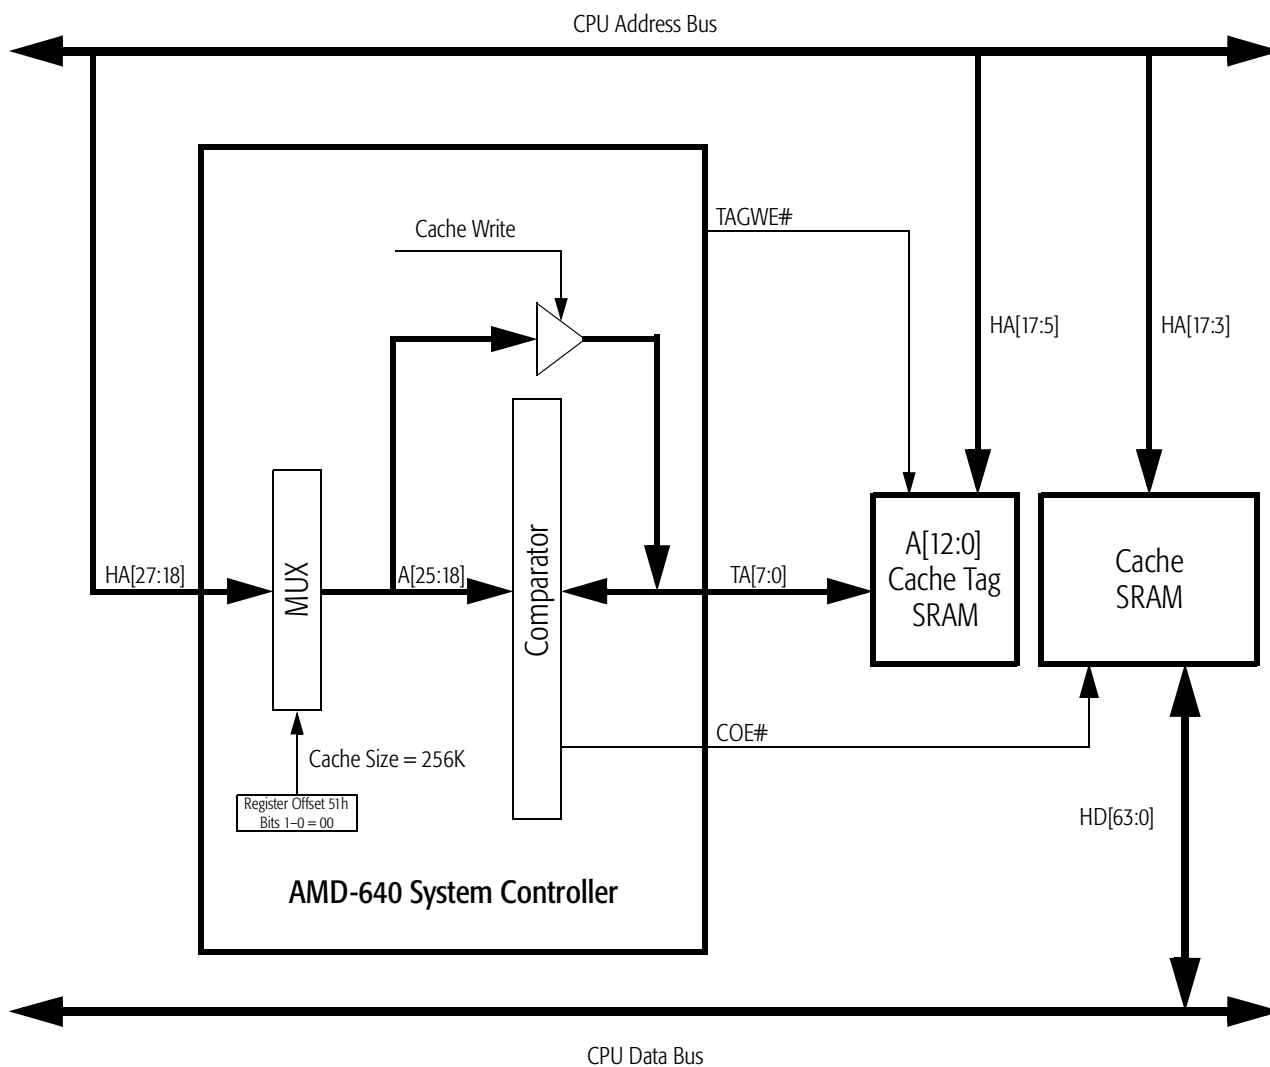 CPU Address Bus
TAGWE#
Cache Write
HA[17:5]
HA[17:3]
HA[27:18]
MUX
A[25:18]
Comparator
TA[7:0]
A[12:0]
Cache Tag
SRAM
Cache
SRAM
COE#
Cache Size = 256K
Register Offset 51h
Bits 1–0 = 00
HD[63:0]
AMD-640 System Controller
CPU Data Bus